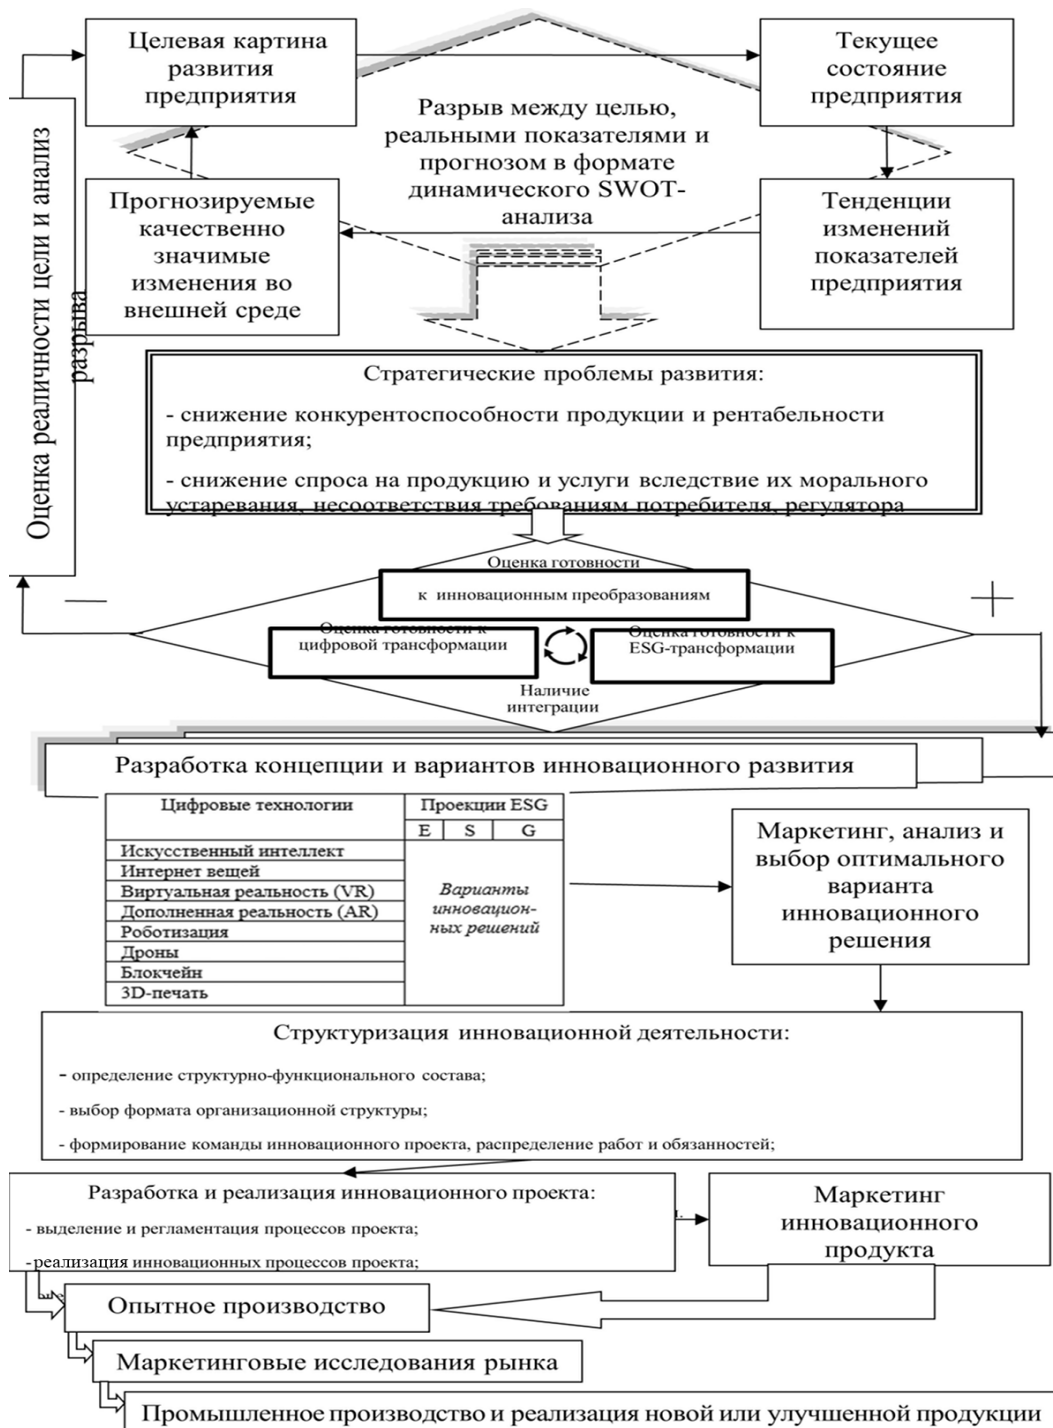 Целевая картина
развития
предприятия
Текущее
состояние
предприятия
Разрыв между целью,
реальными показателями и
прогнозом в формате
динамического SWOT-
анализа
Прогнозируемые
качественно
значимые
изменения во
внешней среде
Тенденции
изменений
показателей
предприятия
Оценка реаличности цели и анализ
разрыва
Стратегические проблемы развития:
- снижение конкурентоспособности продукции и рентабельности
предприятия;
- снижение спроса на продукцию и услуги вследствие их морального
устаревания, несоответствия требованиям потребителя, регулятора
Оценка готовности
к инновационным преобразованиям
—
+
Оценка готовности к
цифровой трансформации
Оценка готовности к
ESG-трансформации
Наличие
интеграции
Разработка концепции и вариантов инновационного развития
Цифровые технологии
Проекции ESG
E S G
Искусственный интеллект
Интернет вещей
Виртуальная реальность (VR)
Дополненная реальность (AR)
Роботизация
Дроны
Блокчейн
3D-печать
Варианты
инновацион-
ных решений
Маркетинг, анализ и
выбор оптимального
варианта
инновационного
решения
Структуризация инновационной деятельности:
- определение структурно-функционального состава;
- выбор формата организационной структуры;
- формирование команды инновационного проекта, распределение работ и обязанностей;
Разработка и реализация инновационного проекта:
- выделение и регламентация процессов проекта;
-реализация инновационных процессов проекта;
Маркетинг
инновационного
продукта
Опытное производство
Маркетинговые исследования рынка
Промышленное производство и реализация новой или улучшенной продукции